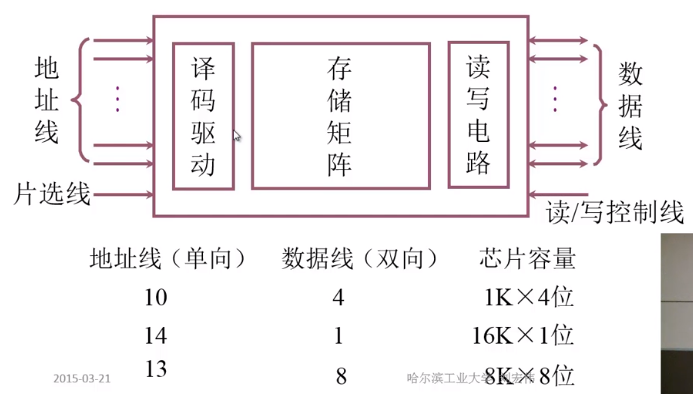 地址线
译码驱动
存储矩阵
读写电路
数据线
片选线
读/写控制线
地址线（单向） 数据线（双向） 芯片容量
10 4 1K×4位
14 1 16K×1位
13 8 8K×8位
2015-03-21 哈尔滨工业大学 刘宏伟